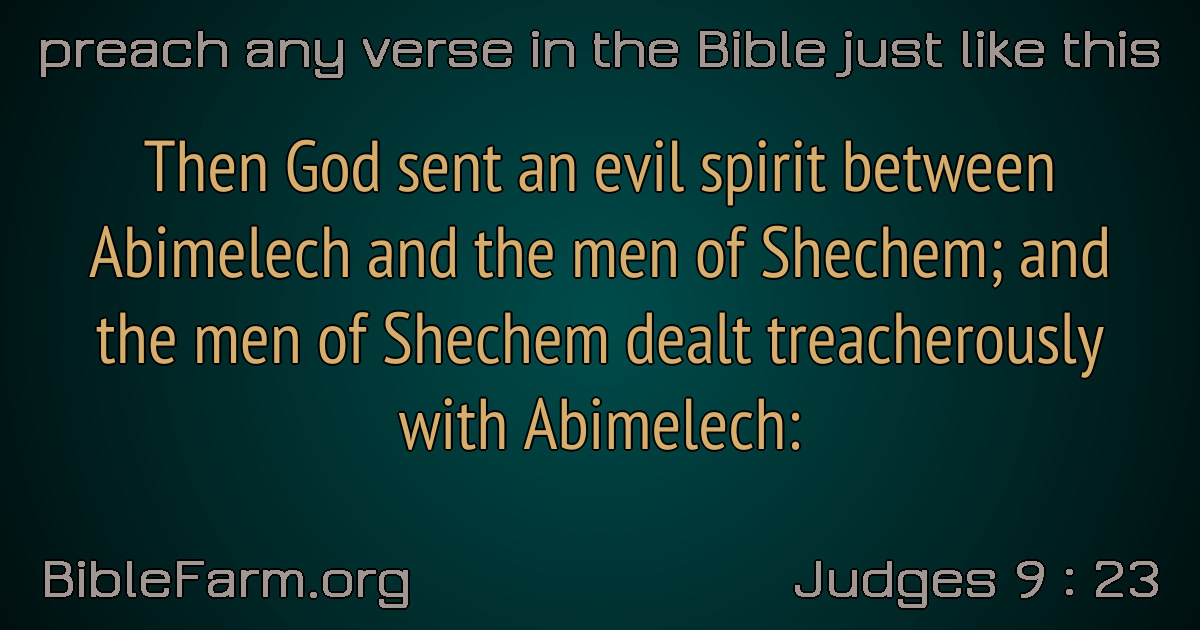 preach any verse in the Bible just like this
Then God sent an evil spirit between
Abimelech and the men of Shechem; and
the men of Shechem dealt treacherously
with Abimelech:
BibleFarm.org
Judges 9 : 23